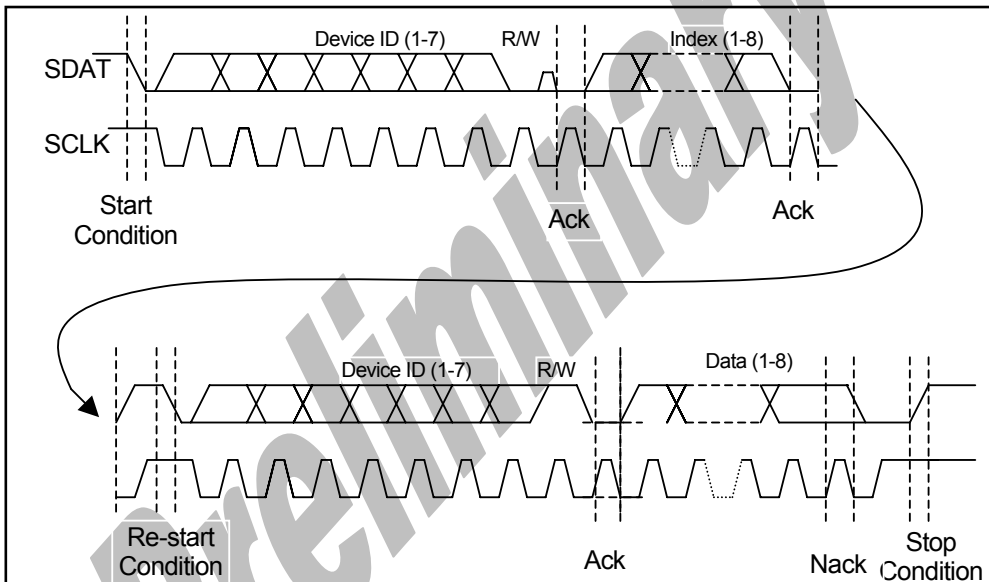 Device ID (1-7) R/W Index (1-8)
SDAT
SCLK
Start
Condition
Ack
Ack
Device ID (1-7) R/W Data (1-8)
Re-start
Condition
Ack
Nack
Stop
Condition
Preliminary